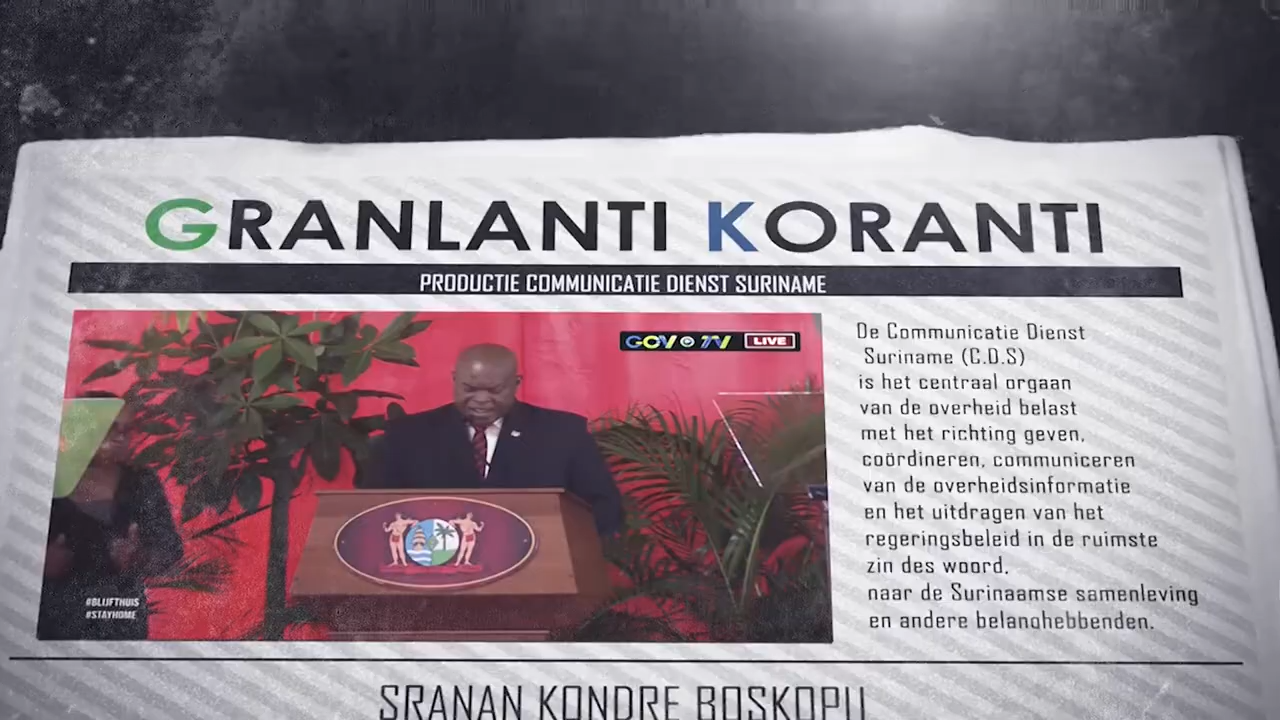 GRANLANTI KORANTI
PRODUCTIE COMMUNICATIE DIENST SURINAME
GOV TV LIVE
#BLIJFTHUIS
#STAYHOME
De Communicatie Dienst
Suriname (C.D.S)
is het centraal orgaan
van de overheid belast
met het richting geven,
coördineren, communiceren
van de overheidsinformatie
en het uitdragen van het
regeringsbeleid in de ruimste
zin des woord,
naar de Surinaamse samenleving
en andere belanghebbenden.
SRANAN KONDRE BOSKOPU